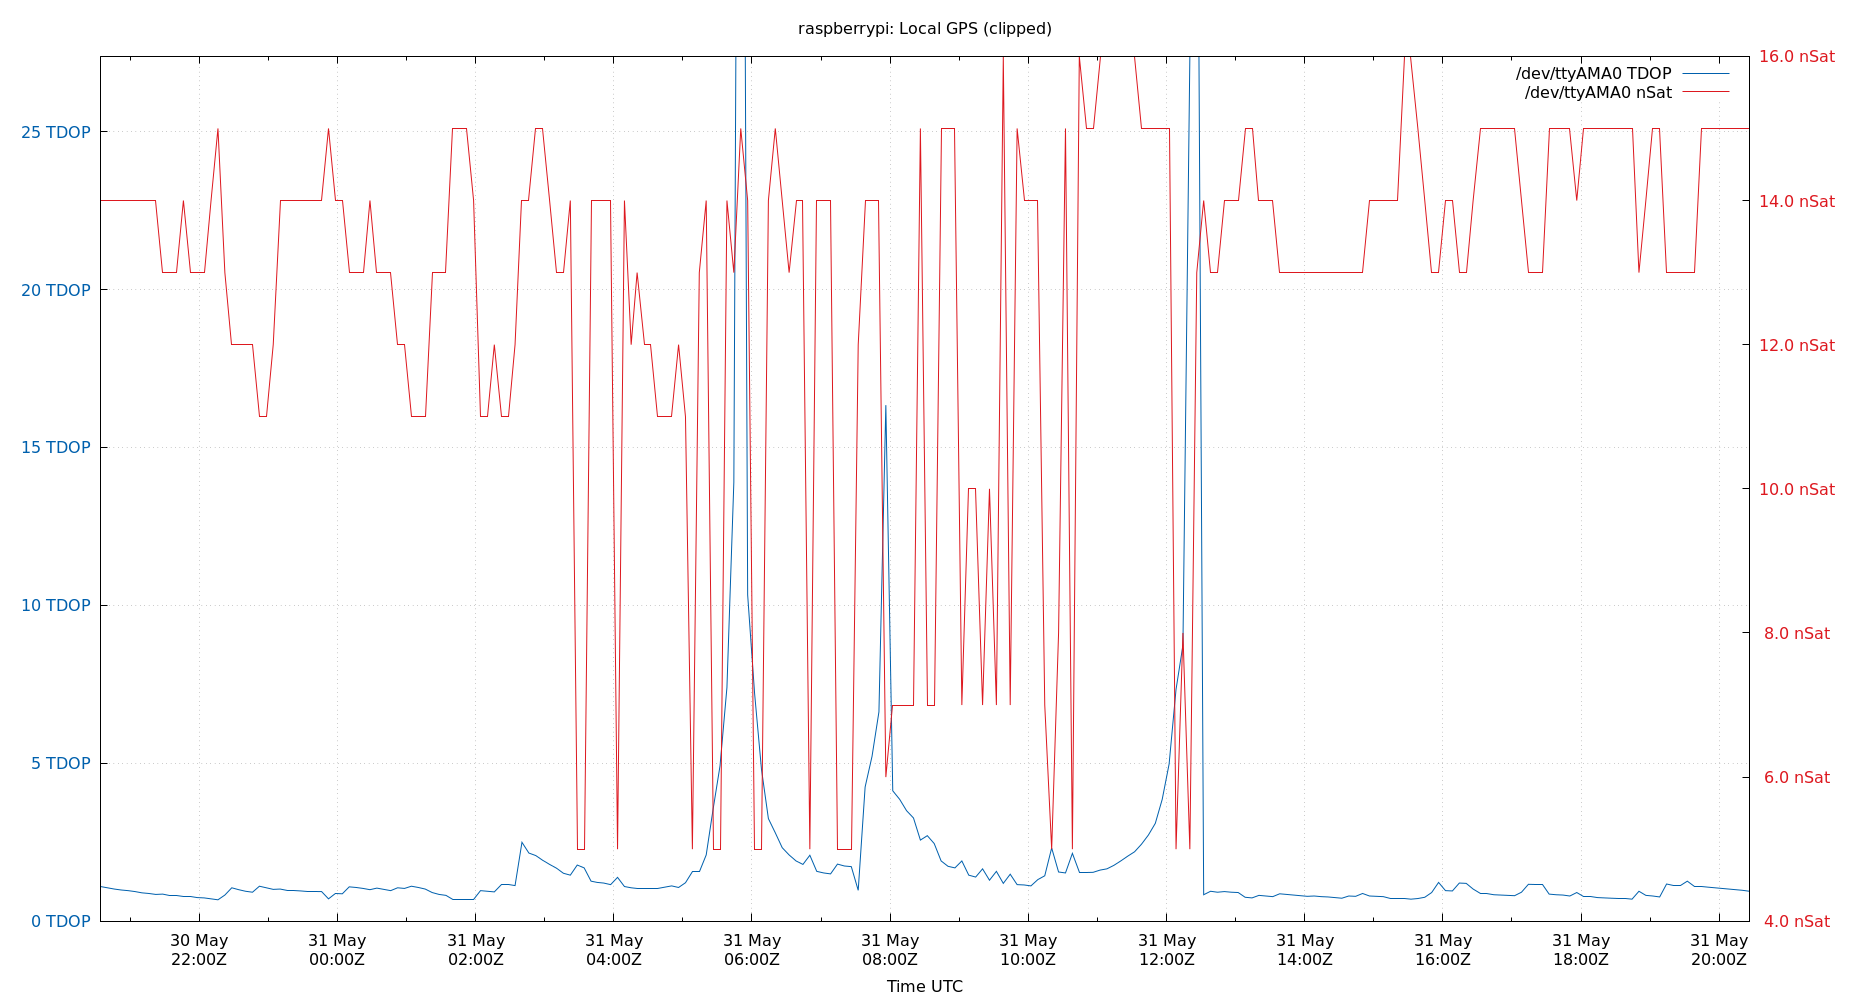 raspberrypi: Local GPS (clipped)
16.0 nSat
/dev/ttyAMA0 TDOP
/dev/ttyAMA0 nSat
25 TDOP
14.0 nSat
20 TDOP
12.0 nSat
15 TDOP
10.0 nSat
10 TDOP
8.0 nSat
5 TDOP
6.0 nSat
0 TDOP
4.0 nSat
30 May 31 May 31 May 31 May 31 May 31 May 31 May 31 May 31 May 31 May 31 May 31 May
22:00Z 00:00Z 02:00Z 04:00Z 06:00Z 08:00Z 10:00Z 12:00Z 14:00Z 16:00Z 18:00Z 20:00Z
Time UTC